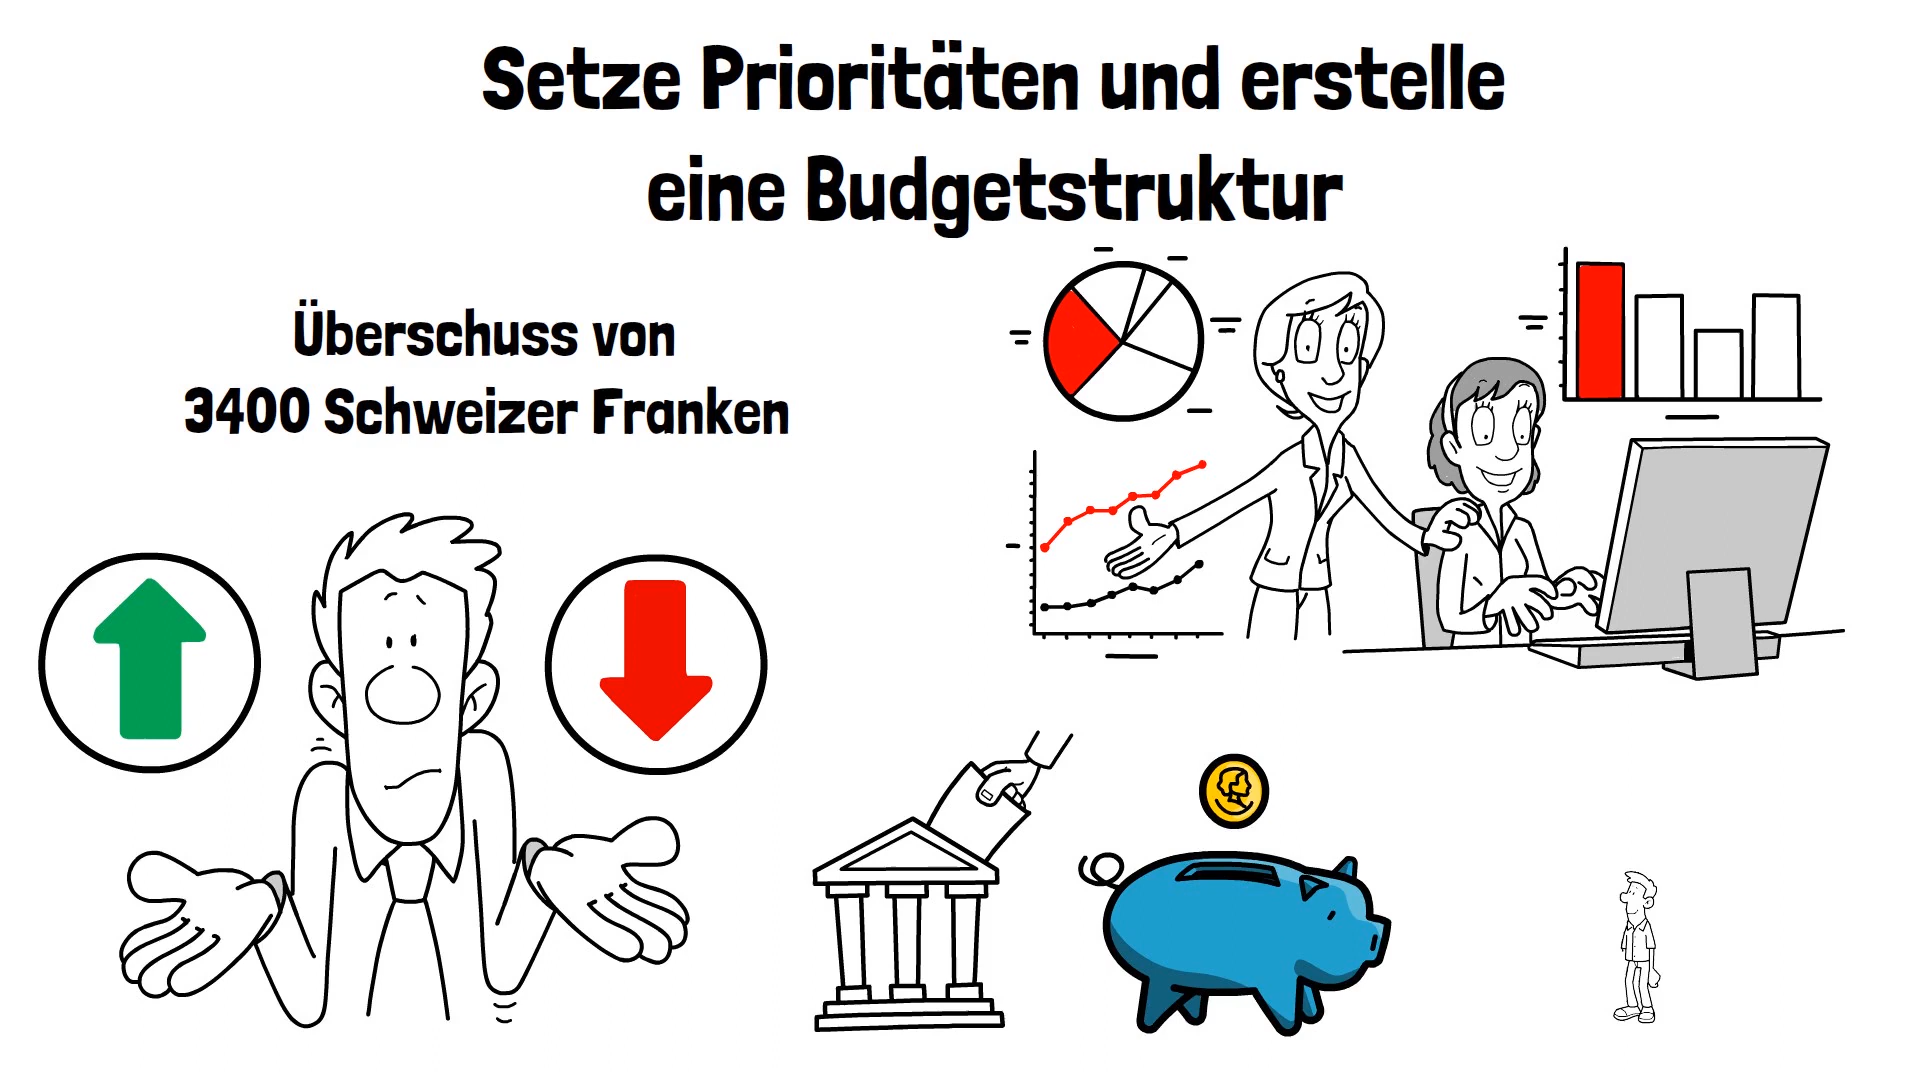 Setze Prioritäten und erstelle
eine Budgetstruktur
Überschuss von
3400 Schweizer Franken